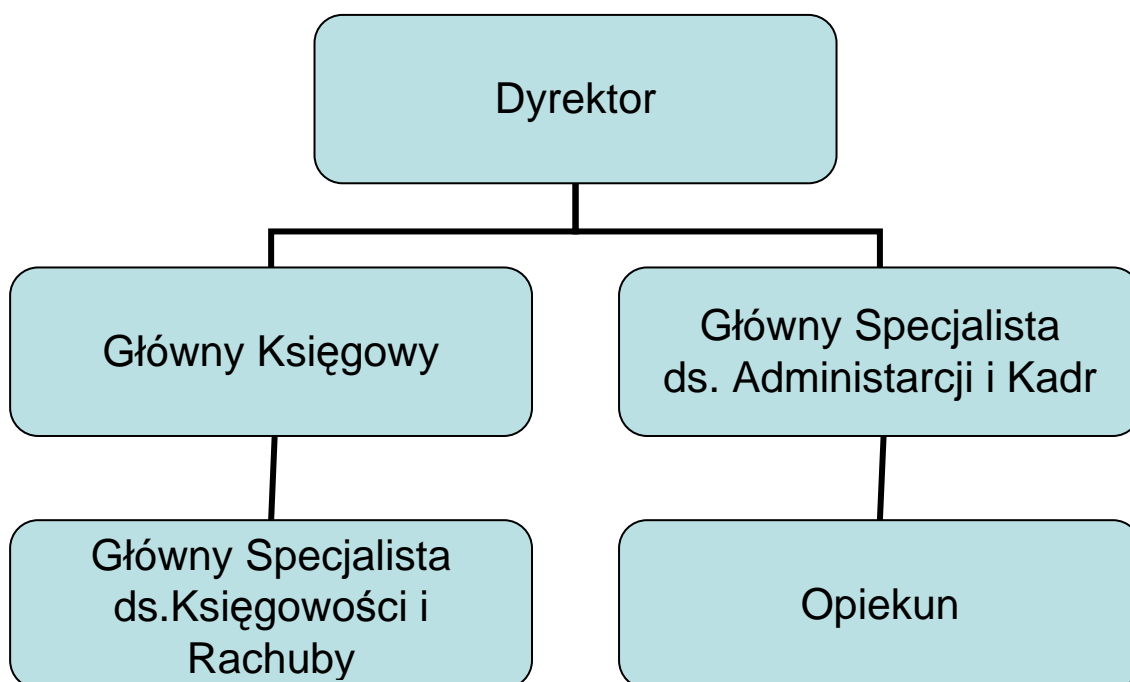 Dyrektor
Główny Księgowy
Główny Specjalista
ds. Administarcji i Kadr
Główny Specjalista
ds.Księgowości i
Rachuby
Opiekun